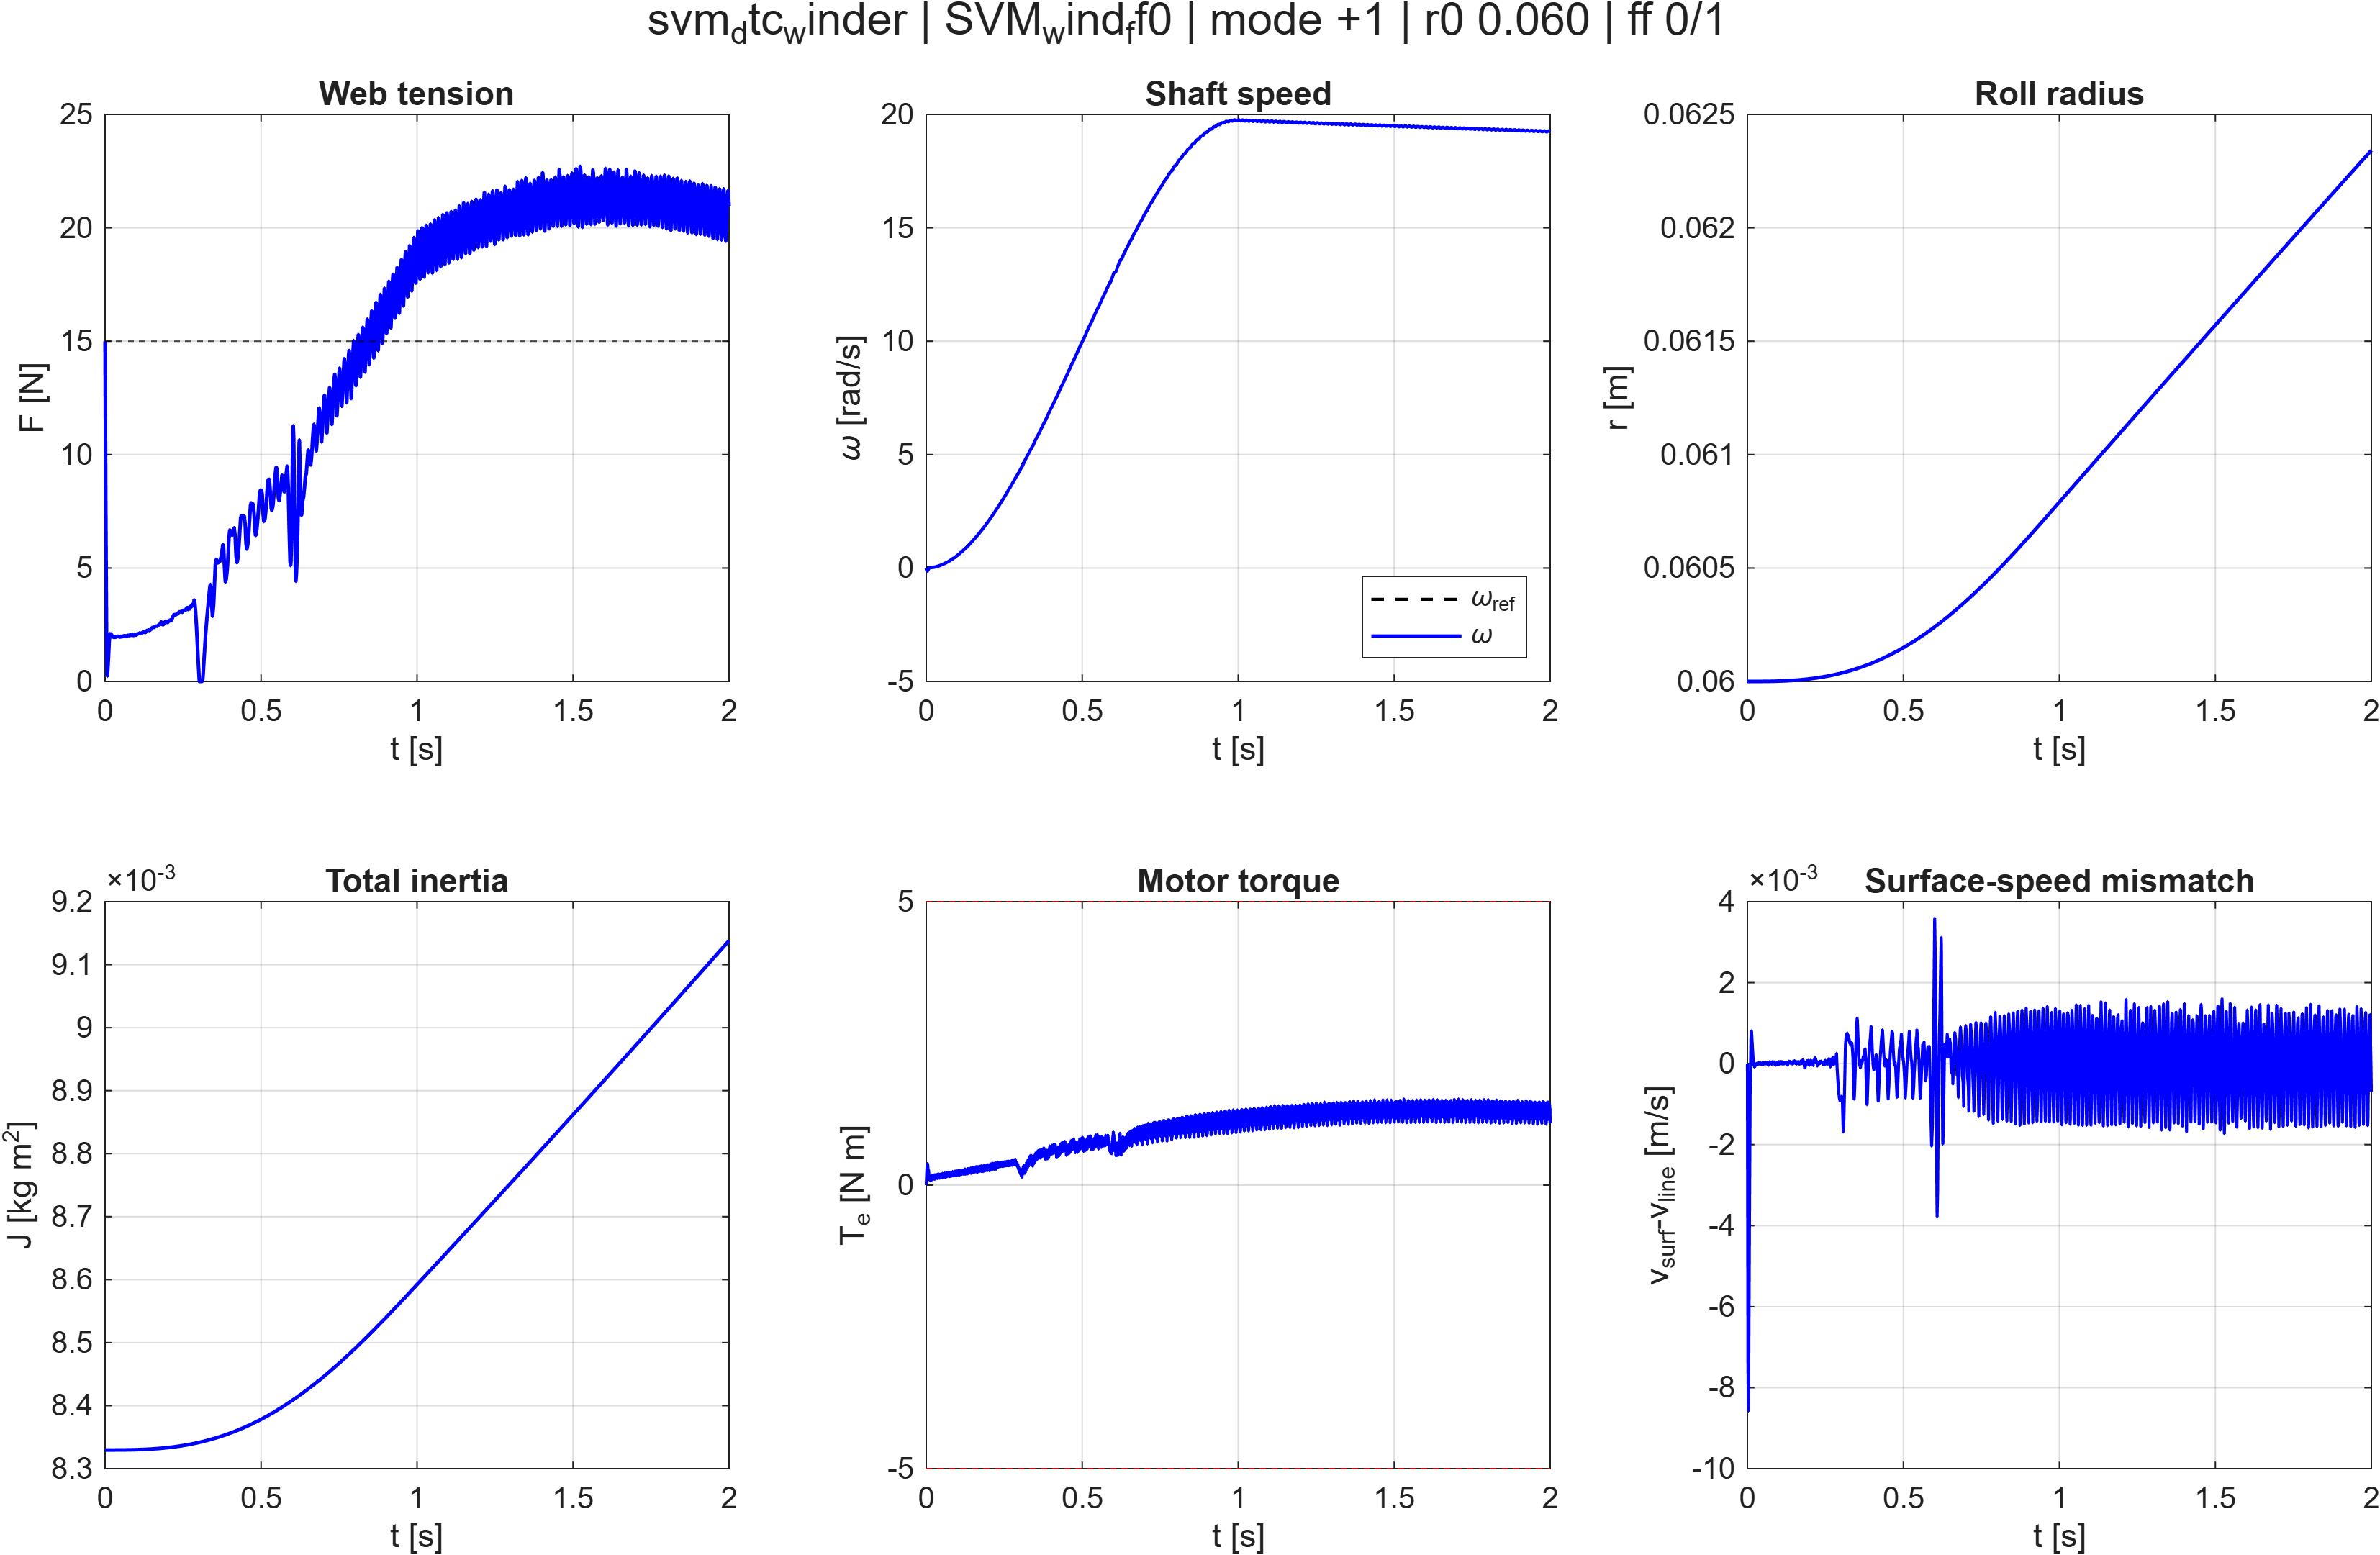 svm_dtc_winder | SVM_wind_ff0 | mode +1 | r0 0.060 | ff 0/1
Web tension
25
20
15
10
5
0
F [N]
0 0.5 1 1.5 2
t [s]
Shaft speed
20
15
10
5
0
-5
ω [rad/s]
ω_ref
ω
0 0.5 1 1.5 2
t [s]
Roll radius
0.0625
0.062
0.0615
0.061
0.0605
0.06
r [m]
0 0.5 1 1.5 2
t [s]
×10^-3
Total inertia
9.2
9.1
9
8.9
8.8
8.7
8.6
8.5
8.4
8.3
J [kg m²]
0 0.5 1 1.5 2
t [s]
Motor torque
5
0
-5
T_e [N m]
0 0.5 1 1.5 2
t [s]
×10^-3
Surface-speed mismatch
4
2
0
-2
-4
-6
-8
-10
v_surf-v_line [m/s]
0 0.5 1 1.5 2
t [s]